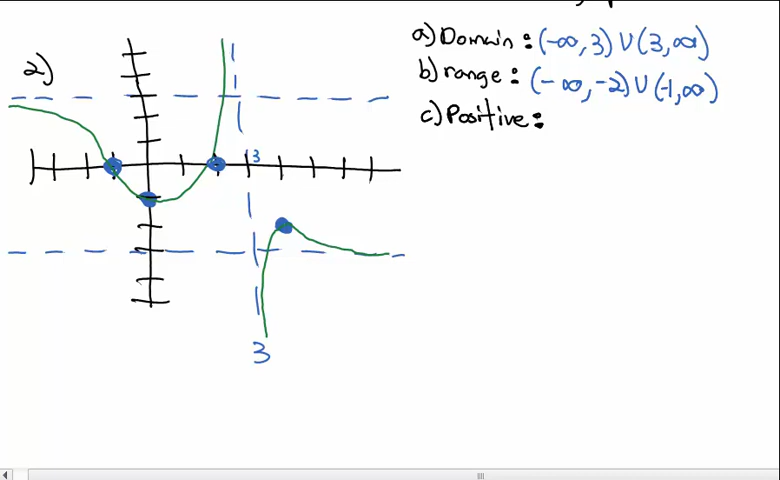 a) Domain : (-∞, 3) ∪ (3, ∞)
2)
b) range : (-∞, -2) ∪ (-1, ∞)
c) Positive :
3
3